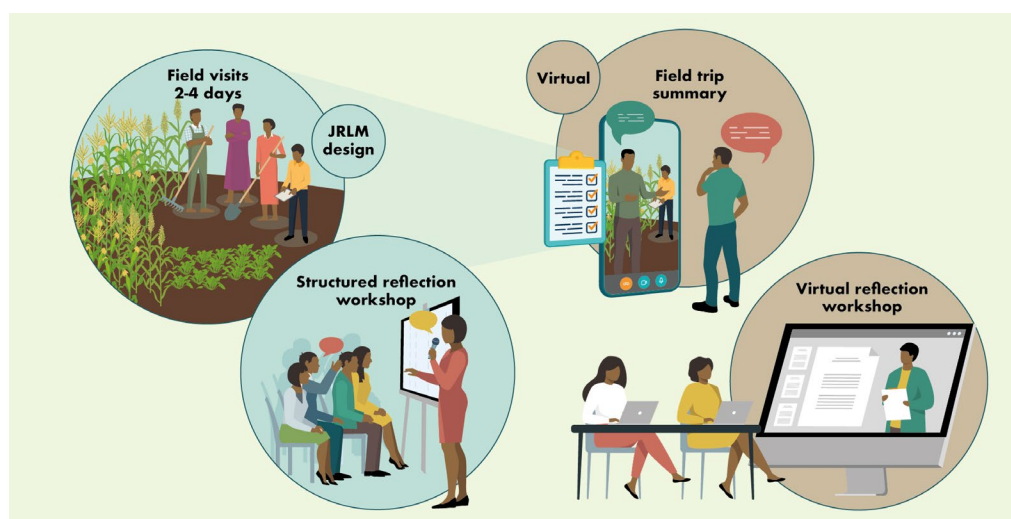 Field visits
2-4 days
JRLM
design
Virtual
Field trip
summary
Structured reflection
workshop
Virtual reflection
workshop